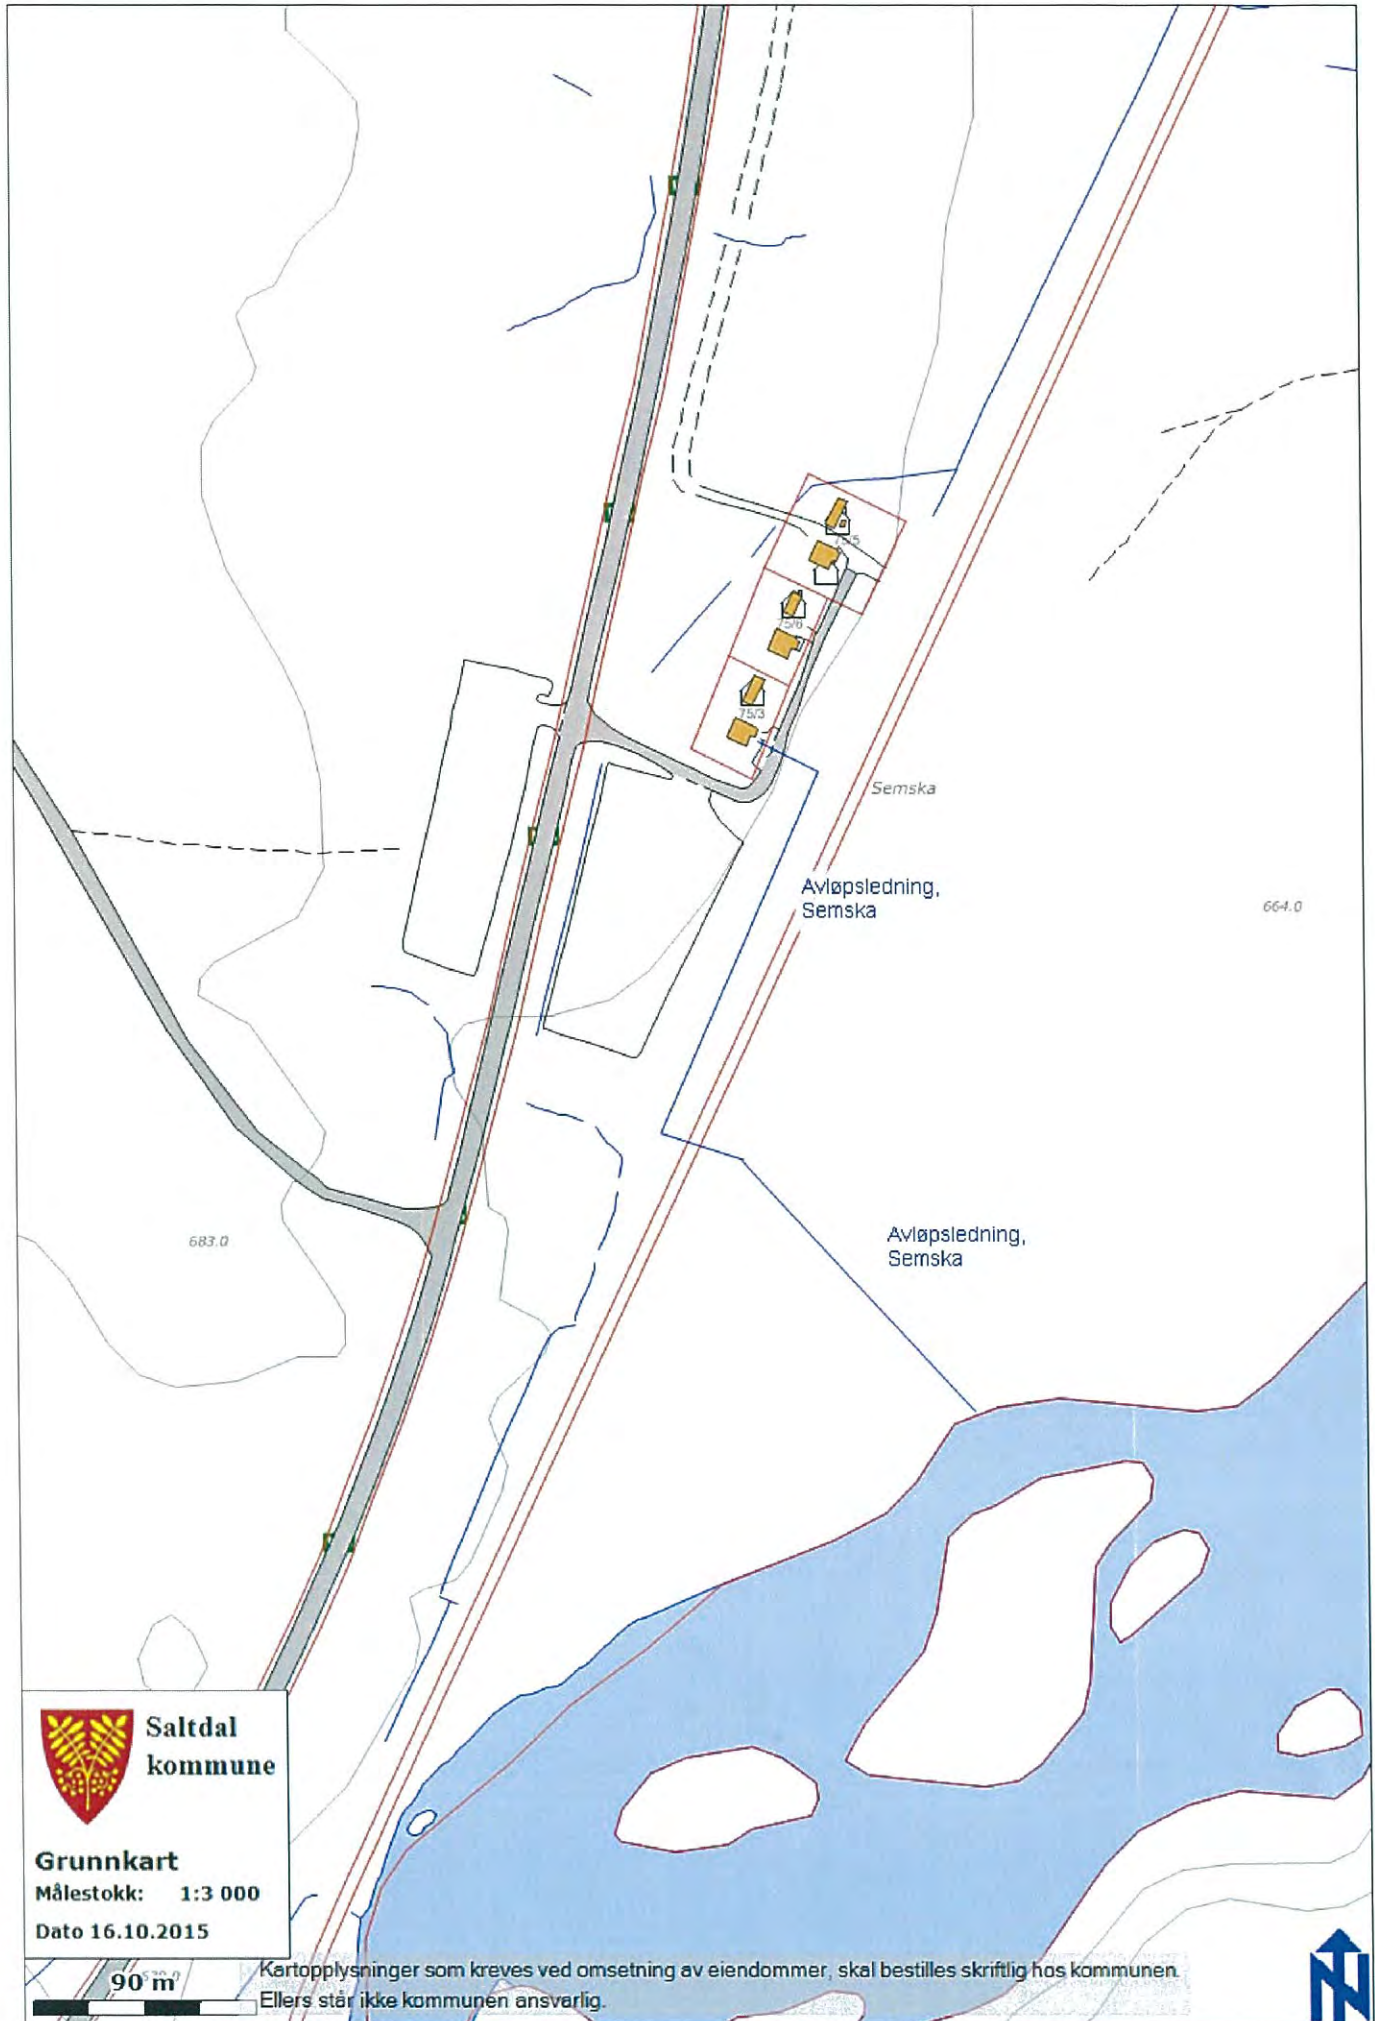 75/5
75/6
75/3
Semska
Avløpsledning,
Semska
664.0
Avløpsledning,
Semska
683.0
Saltdal
kommune
Grunnkart
Målestokk: 1:3 000
Dato 16.10.2015
90 m
Kartopplysninger som kreves ved omsetning av eiendommer, skal bestilles skriftlig hos kommunen.
Ellers står ikke kommunen ansvarlig.
N